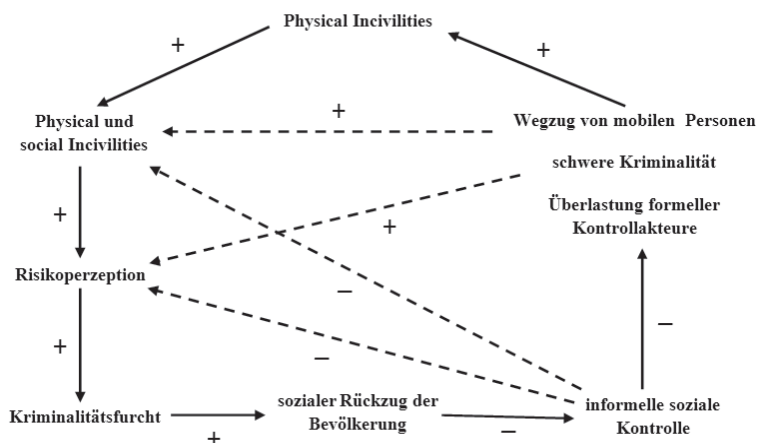 Physical Incivilities
+
+
Physical und
social Incivilities
+
Wegzug von mobilen Personen
schwere Kriminalität
Überlastung formeller
Kontrollakteure
+
+
Risikoperzeption
–
–
+
–
Kriminalitätsfurcht
+
sozialer Rückzug der
Bevölkerung
–
informelle soziale
Kontrolle